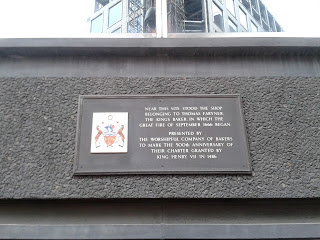 NEAR THIS SITE STOOD THE SHOP
BELONGING TO THOMAS FARYNER,
THE KING'S BAKER, IN WHICH THE
GREAT FIRE OF SEPTEMBER 1666 BEGAN.
PRESENTED BY
THE WORSHIPFUL COMPANY OF BAKERS
TO MARK THE 500TH ANNIVERSARY OF
THEIR CHARTER GRANTED BY
KING HENRY VII IN 1486